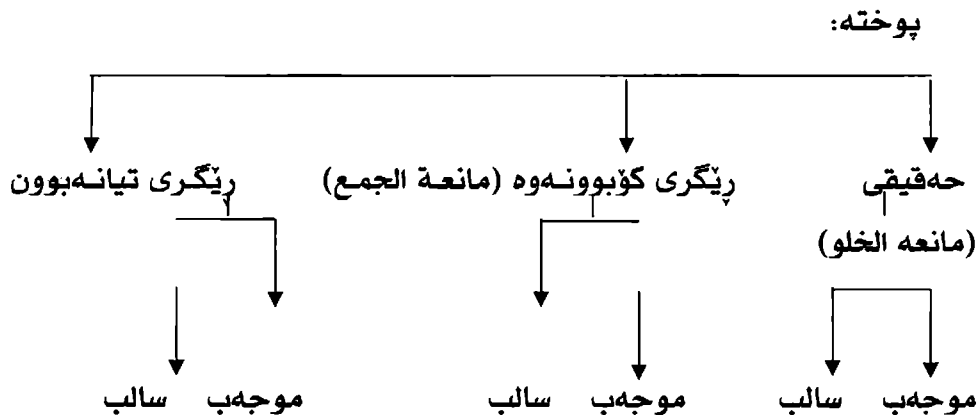 پوختە:
حەقیقی ڕێگری کۆبوونەوە (مانعة الجمع) ڕێگری تیانەبوون
(مانعە الخلو)
موجەب سالب موجەب سالب موجەب سالب